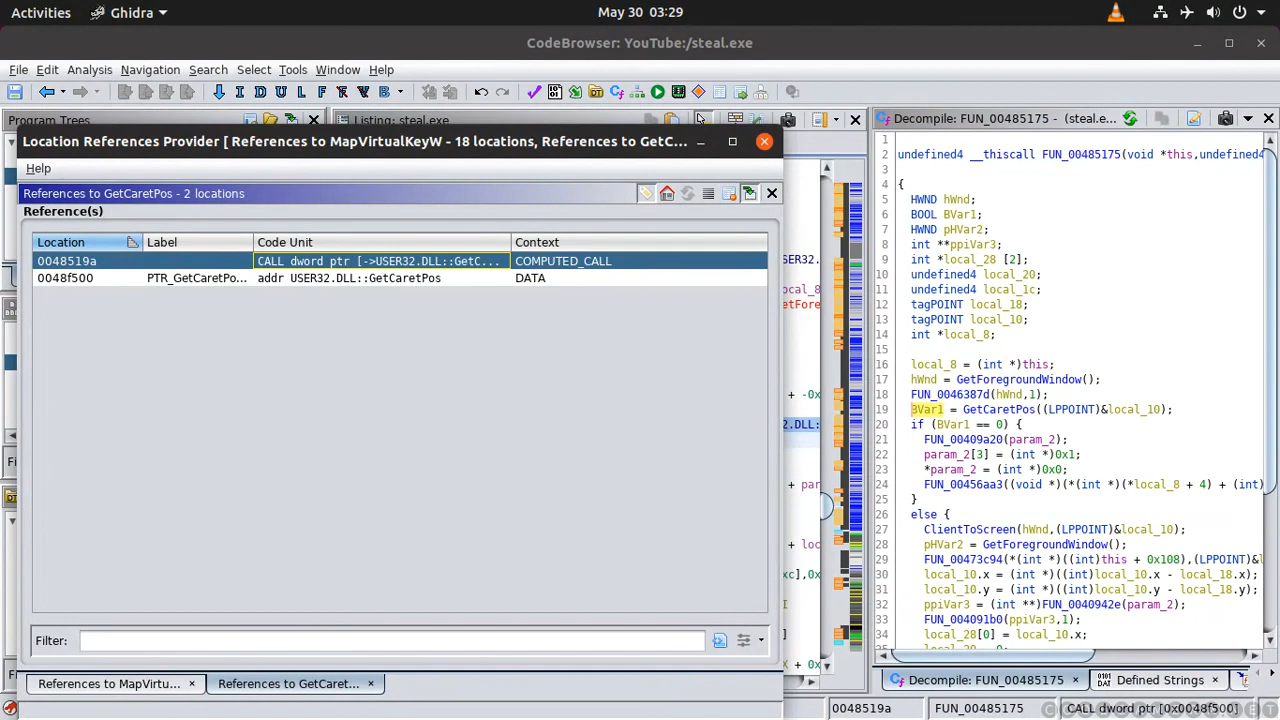 Activities Ghidra May 30 03:29
CodeBrowser: YouTube:/steal.exe
File Edit Analysis Navigation Search Select Tools Window Help
I D U L F R V B
Program Trees
Listing: steal.exe
Location References Provider [ References to MapVirtualKeyW - 18 locations, References to GetC...
Help
References to GetCaretPos - 2 locations
Reference(s)
Location Label Code Unit Context
0048519a CALL dword ptr [->USER32.DLL::GetC... COMPUTED_CALL
0048f500 PTR_GetCaretPo... addr USER32.DLL::GetCaretPos DATA
Filter:
References to MapVirtu... × References to GetCaret... ×
Decompile: FUN_00485175 - (steal.e...
1
2 undefined4 __thiscall FUN_00485175(void *this,undefined4
3
4 {
5 HWND hWnd;
6 BOOL BVar1;
7 HWND pHVar2;
8 int **ppiVar3;
9 int *local_28 [2];
10 undefined4 local_20;
11 undefined4 local_1c;
12 tagPOINT local_18;
13 tagPOINT local_10;
14 int *local_8;
15
16 local_8 = (int *)this;
17 hWnd = GetForegroundWindow();
18 FUN_0046387d(hWnd,1);
19 BVar1 = GetCaretPos((LPPOINT)&local_10);
20 if (BVar1 == 0) {
21 FUN_00409a20(param_2);
22 param_2[3] = (int *)0x1;
23 *param_2 = (int *)0x0;
24 FUN_00456aa3((void *)(*(int *)(*local_8 + 4) + (int)
25 }
26 else {
27 ClientToScreen(hWnd,(LPPOINT)&local_10);
28 pHVar2 = GetForegroundWindow();
29 FUN_00473c94(*(int *)((int)this + 0x108),(LPPOINT)&l
30 local_10.x = (int *)((int)local_10.x - local_18.x);
31 local_10.y = (int *)((int)local_10.y - local_18.y);
32 ppiVar3 = (int **)FUN_0040942e(param_2);
33 FUN_004091b0(ppiVar3,1);
34 local_28[0] = local_10.x;
Decompile: FUN_00485175 × Defined Strings ×
0048519a FUN_00485175 CALL dword ptr [0x0048f500]